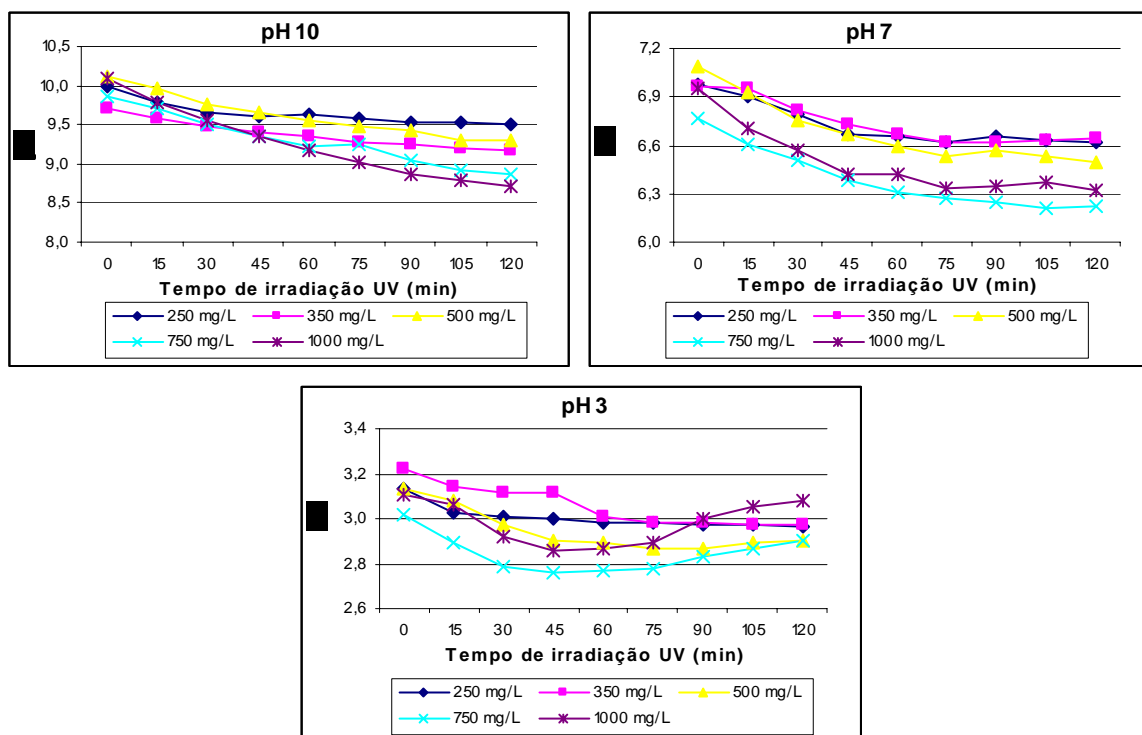 pH 10
10,5
10,0
9,5
9,0
8,5
8,0
0 15 30 45 60 75 90 105 120
Tempo de irradiação UV (min)
250 mg/L 350 mg/L 500 mg/L
750 mg/L 1000 mg/L
pH 7
7,2
6,9
6,6
6,3
6,0
0 15 30 45 60 75 90 105 120
Tempo de irradiação UV (min)
250 mg/L 350 mg/L 500 mg/L
750 mg/L 1000 mg/L
pH 3
3,4
3,2
3,0
2,8
2,6
0 15 30 45 60 75 90 105 120
Tempo de irradiação UV (min)
250 mg/L 350 mg/L 500 mg/L
750 mg/L 1000 mg/L